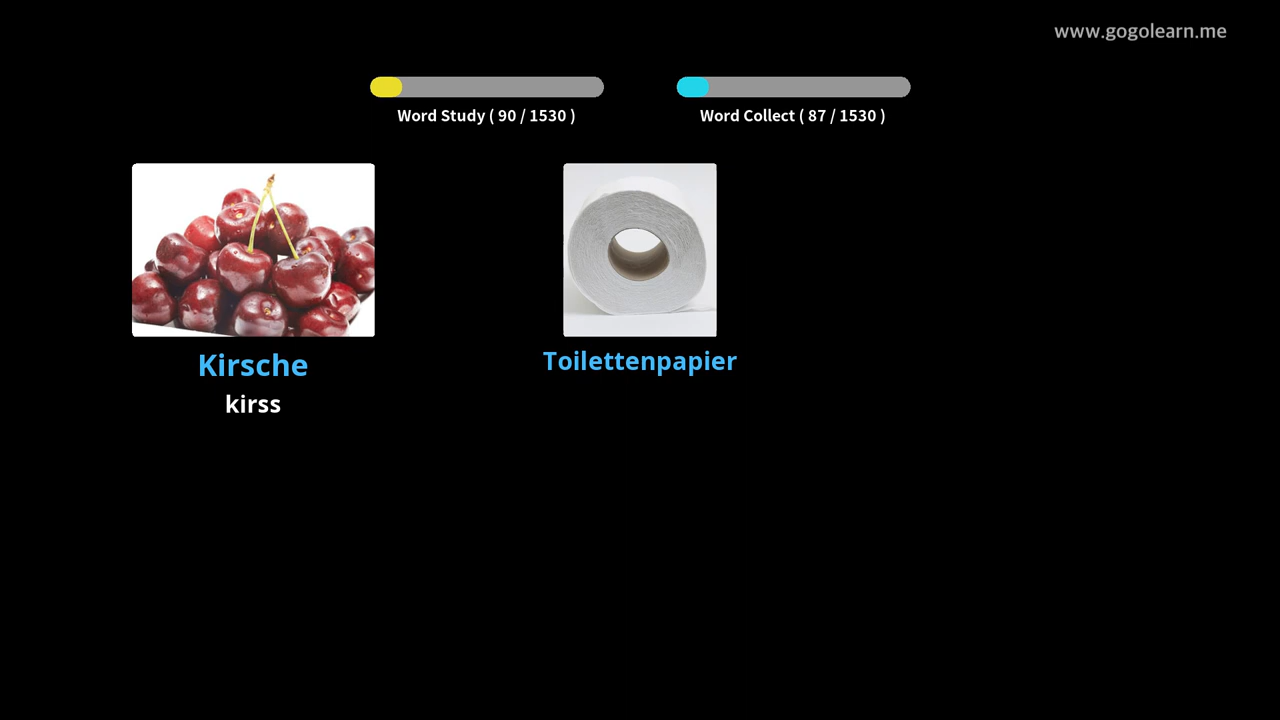 www.gogolearn.me
Word Study ( 90 / 1530 )
Word Collect ( 87 / 1530 )
Kirsche
kirss
Toilettenpapier